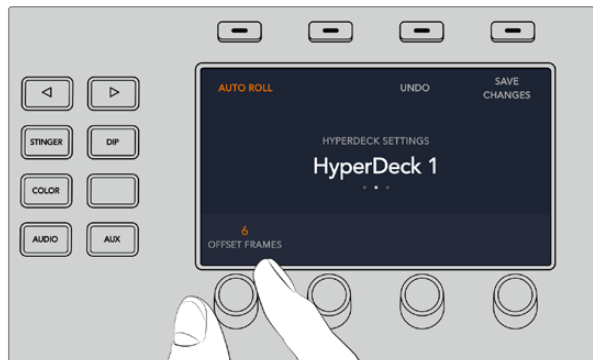 AUTO ROLL
UNDO
SAVE
CHANGES
STINGER
DIP
HYPERDECK SETTINGS
HyperDeck 1
COLOR
AUDIO
AUX
6
OFFSET FRAMES